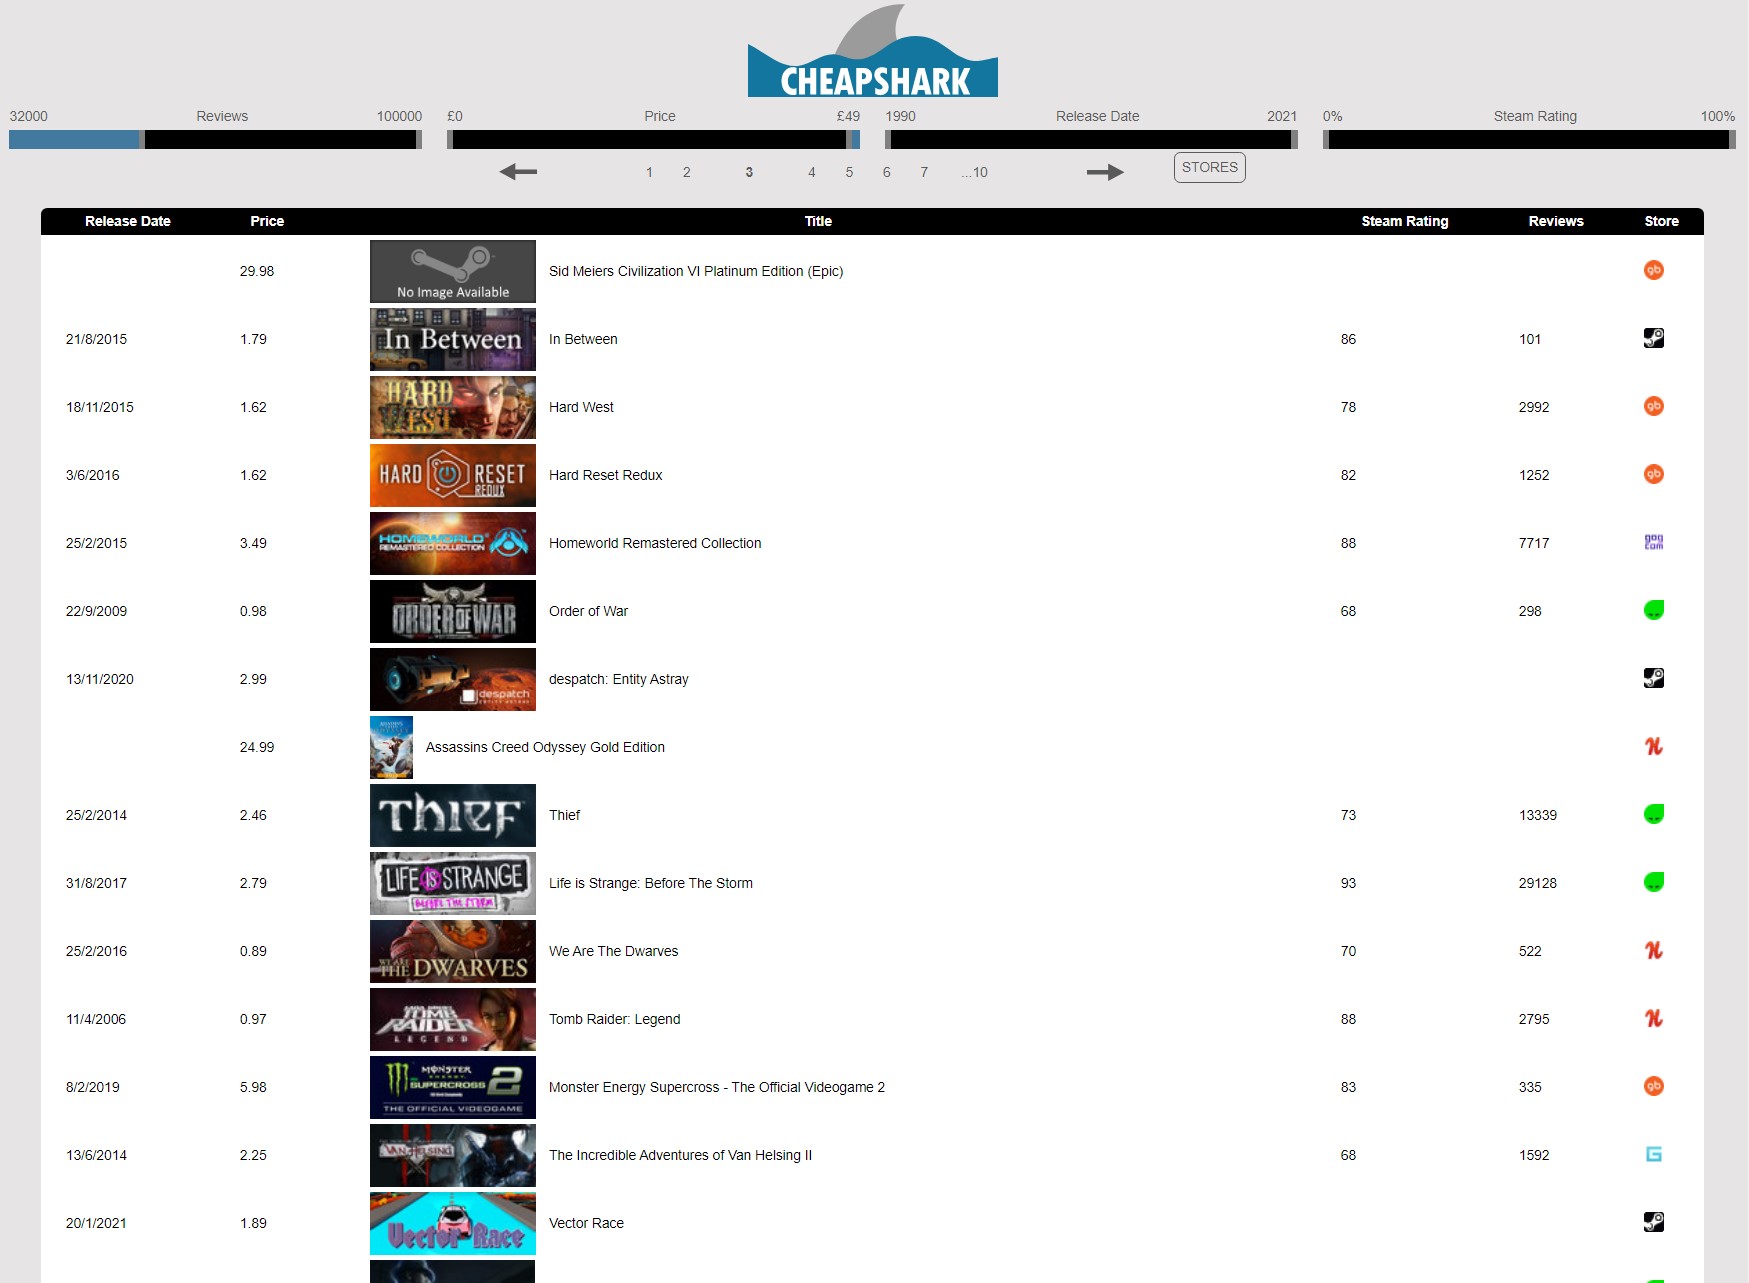 CHEAPSHARK
32000 Reviews 100000 £0 Price £49 1990 Release Date 2021 0% Steam Rating 100%
1 2 3 4 5 6 7 ...10 STORES
Release Date Price Title Steam Rating Reviews Store
29.98 No Image Available Sid Meiers Civilization VI Platinum Edition (Epic) gb
21/8/2015 1.79 In Between In Between 86 101
18/11/2015 1.62 HARD WEST Hard West 78 2992 gb
3/6/2016 1.62 HARD RESET REDUX Hard Reset Redux 82 1252 gb
25/2/2015 3.49 HOMEWORLD REMASTERED COLLECTION Homeworld Remastered Collection 88 7717 gog com
22/9/2009 0.98 ORDER OF WAR Order of War 68 298
13/11/2020 2.99 despatch ENTITY ASTRAY despatch: Entity Astray
24.99 Assassins Creed Odyssey Gold Edition
25/2/2014 2.46 THIEF Thief 73 13339
31/8/2017 2.79 LIFE IS STRANGE BEFORE THE STORM Life is Strange: Before The Storm 93 29128
25/2/2016 0.89 WE ARE THE DWARVES We Are The Dwarves 70 522
11/4/2006 0.97 TOMB RAIDER LEGEND Tomb Raider: Legend 88 2795
8/2/2019 5.98 MONSTER ENERGY SUPERCROSS 2 THE OFFICIAL VIDEOGAME Monster Energy Supercross - The Official Videogame 2 83 335 gb
13/6/2014 2.25 VAN HELSING II The Incredible Adventures of Van Helsing II 68 1592 G
20/1/2021 1.89 Vector Race Vector Race